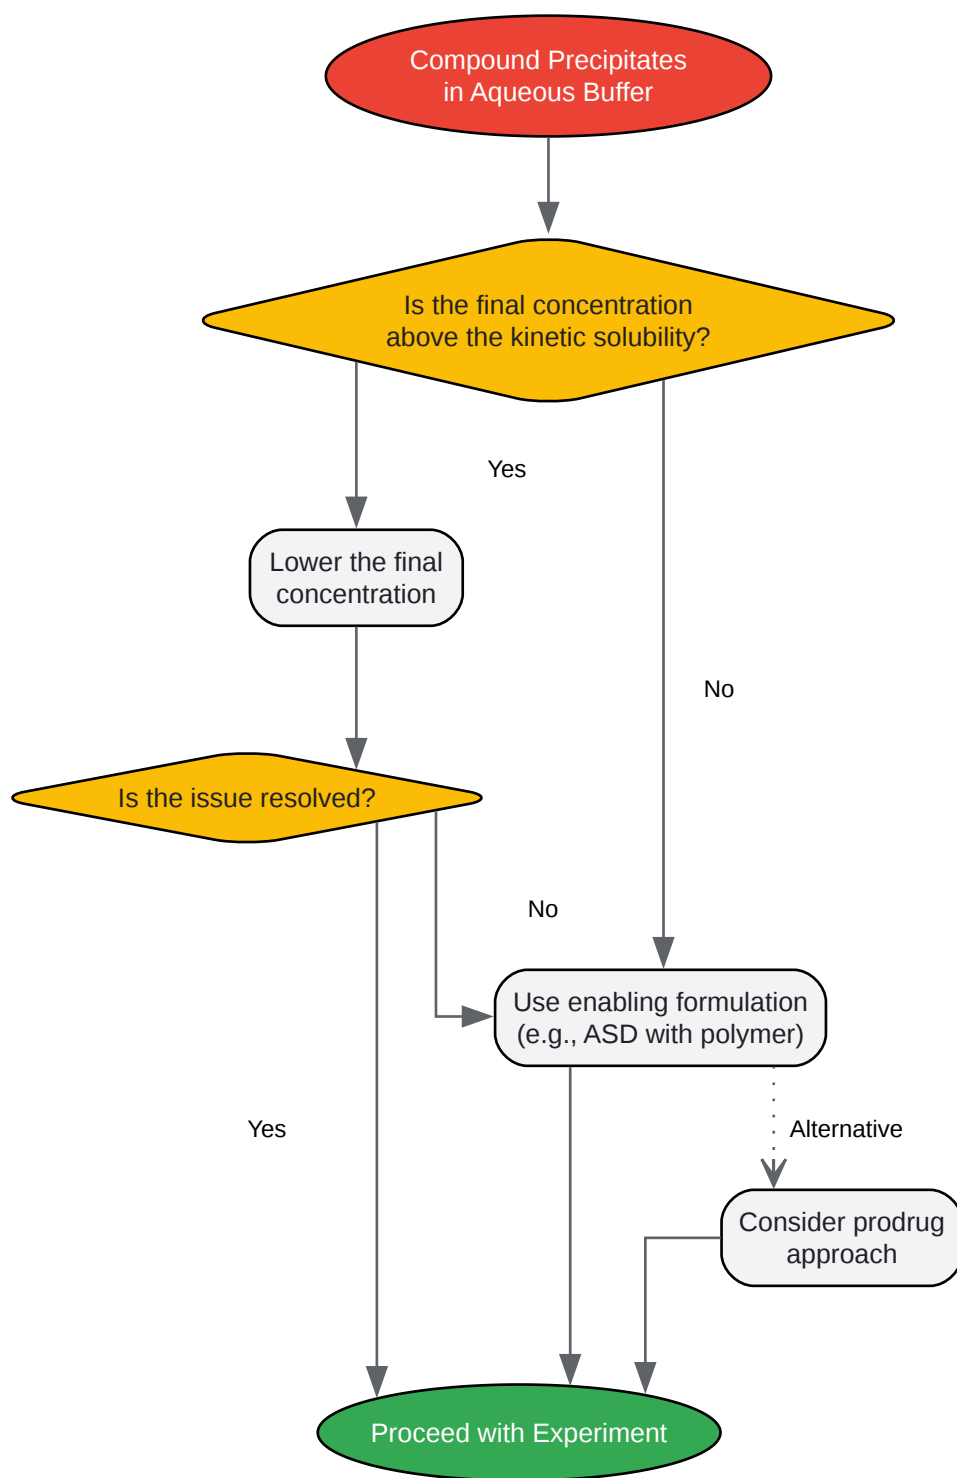 Compound Precipitates
in Aqueous Buffer
Is the final concentration
above the kinetic solubility?
Yes
Lower the final
concentration
No
Is the issue resolved?
No
Use enabling formulation
(e.g., ASD with polymer)
Yes
Alternative
Consider prodrug
approach
Proceed with Experiment